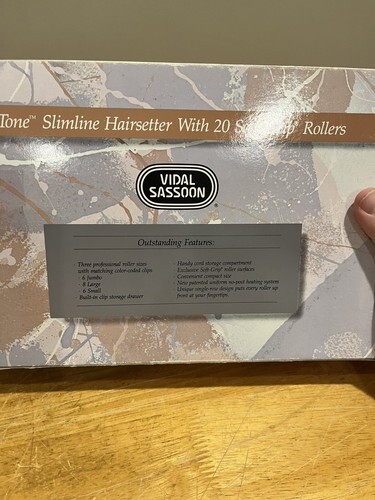 Tone™ Slimline Hairsetter With 20 Rollers
VIDAL
SASSOON®
Outstanding Features:
Three professional roller sizes
with matching color-coded clips
- 6 Jumbo
- 8 Large
- 6 Small
Built-in clip storage drawer
Handy cord storage compartment
Exclusive Soft-Grip® roller surface
Convenient compact size
New patented uniform no-post heating system
Unique single-row design puts every roller up
front at your fingertips